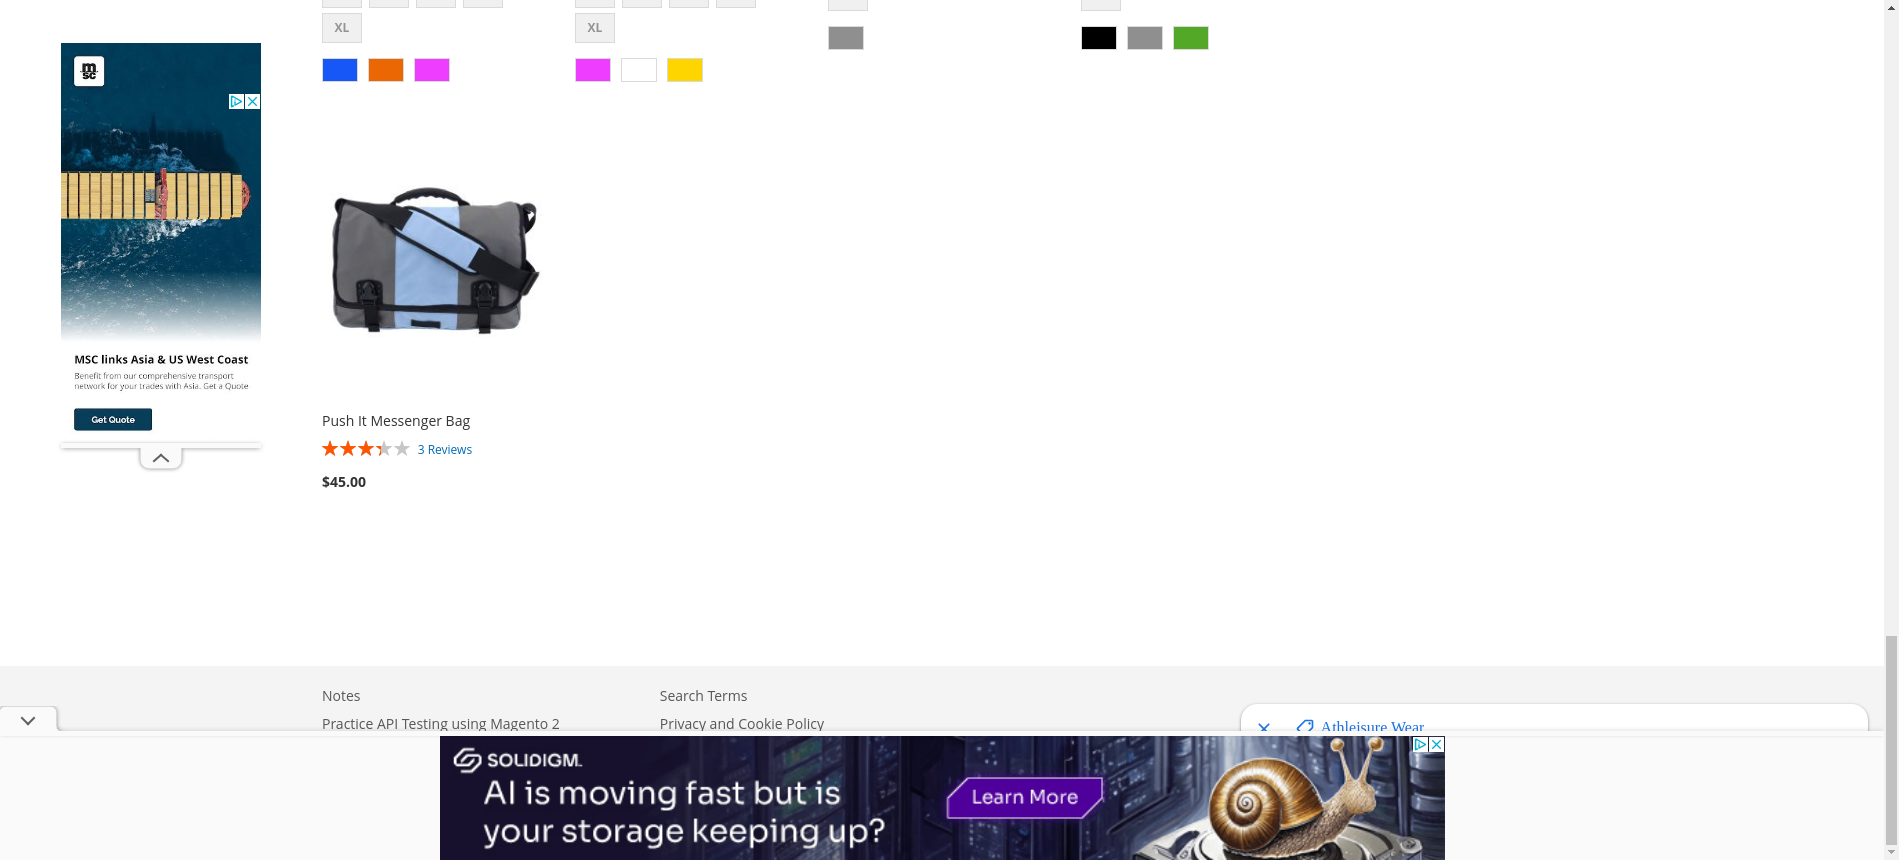 XL
XL
msc
MSC links Asia & US West Coast
Benefit from our comprehensive transport
network for your trades with Asia. Get a Quote
Get Quote
Push It Messenger Bag
3 Reviews
$45.00
Notes
Search Terms
Practice API Testing using Magento 2
Privacy and Cookie Policy
Athleisure Wear
SOLIDIGM.
AI is moving fast but is
your storage keeping up?
Learn More